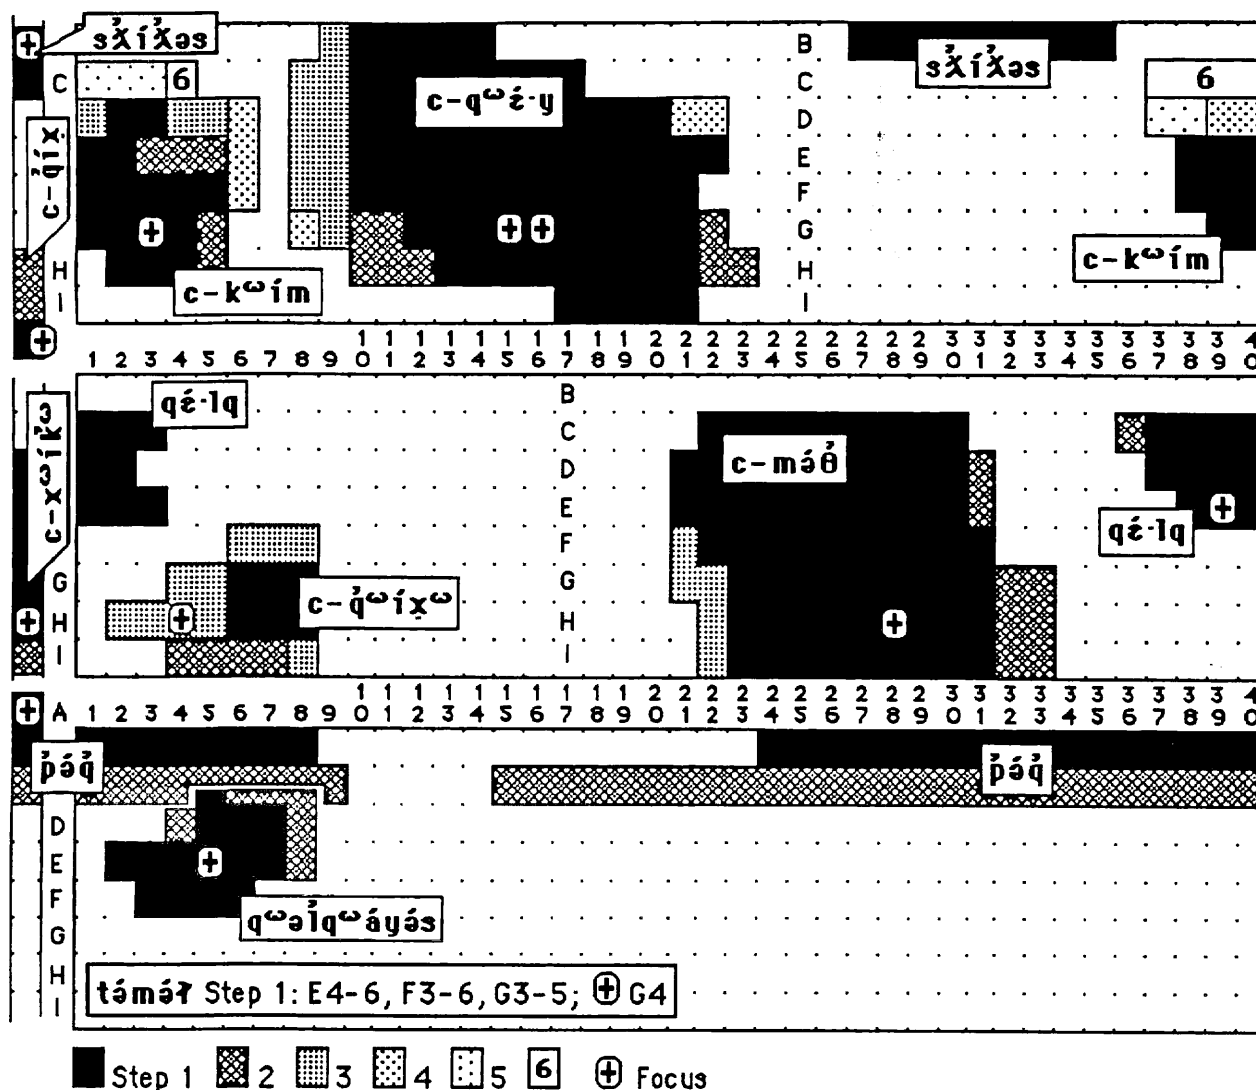 sƛ̓íƛ̓əs
B
sƛ̓íƛ̓əs
C
6
c-qʷɛ́·y
C
6
D
c-q̓íx̣
E
F
G
H
c-kʷím
H
c-kʷím
I
I
1 2 3 4 5 6 7 8 9 10 11 12 13 14 15 16 17 18 19 20 21 22 23 24 25 26 27 28 29 30 31 32 33 34 35 36 37 38 39 40
qɛ́·lq
B
C
c-xʷík̓ʷ
c-mə́θ̓
D
E
qɛ́·lq
F
G
c-q̓ʷíx̣ʷ
G
H
H
I
I
A 1 2 3 4 5 6 7 8 9 10 11 12 13 14 15 16 17 18 19 20 21 22 23 24 25 26 27 28 29 30 31 32 33 34 35 36 37 38 39 40
p̓ə́q̓
p̓ə́q̓
D
E
F
qʷəl̓qʷáyə́s
G
H
I
tə́mə́ɫ Step 1: E4-6, F3-6, G3-5; ⊕ G4
Step 1 2 3 4 5 6 ⊕ Focus